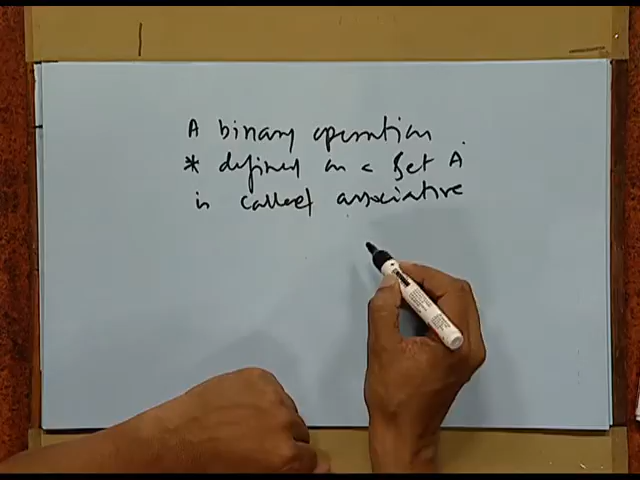 A binary operation
* defined on a set A
is called associative